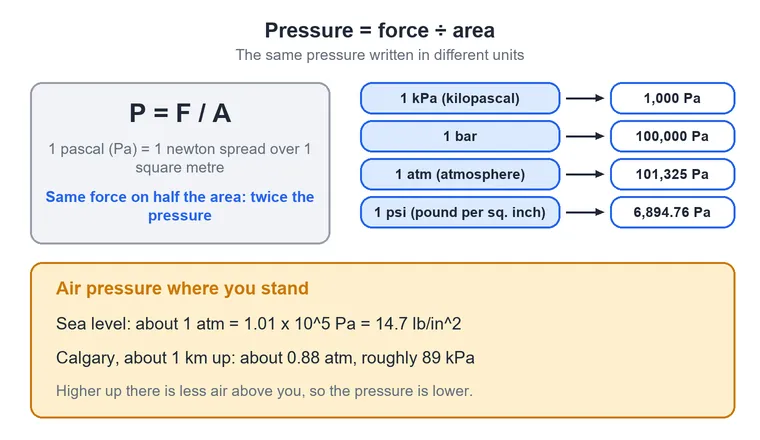 Pressure = force ÷ area
The same pressure written in different units
P = F / A
1 pascal (Pa) = 1 newton spread over 1
square metre
Same force on half the area: twice the
pressure
1 kPa (kilopascal)
1,000 Pa
1 bar
100,000 Pa
1 atm (atmosphere)
101,325 Pa
1 psi (pound per sq. inch)
6,894.76 Pa
Air pressure where you stand
Sea level: about 1 atm = 1.01 x 10^5 Pa = 14.7 lb/in^2
Calgary, about 1 km up: about 0.88 atm, roughly 89 kPa
Higher up there is less air above you, so the pressure is lower.